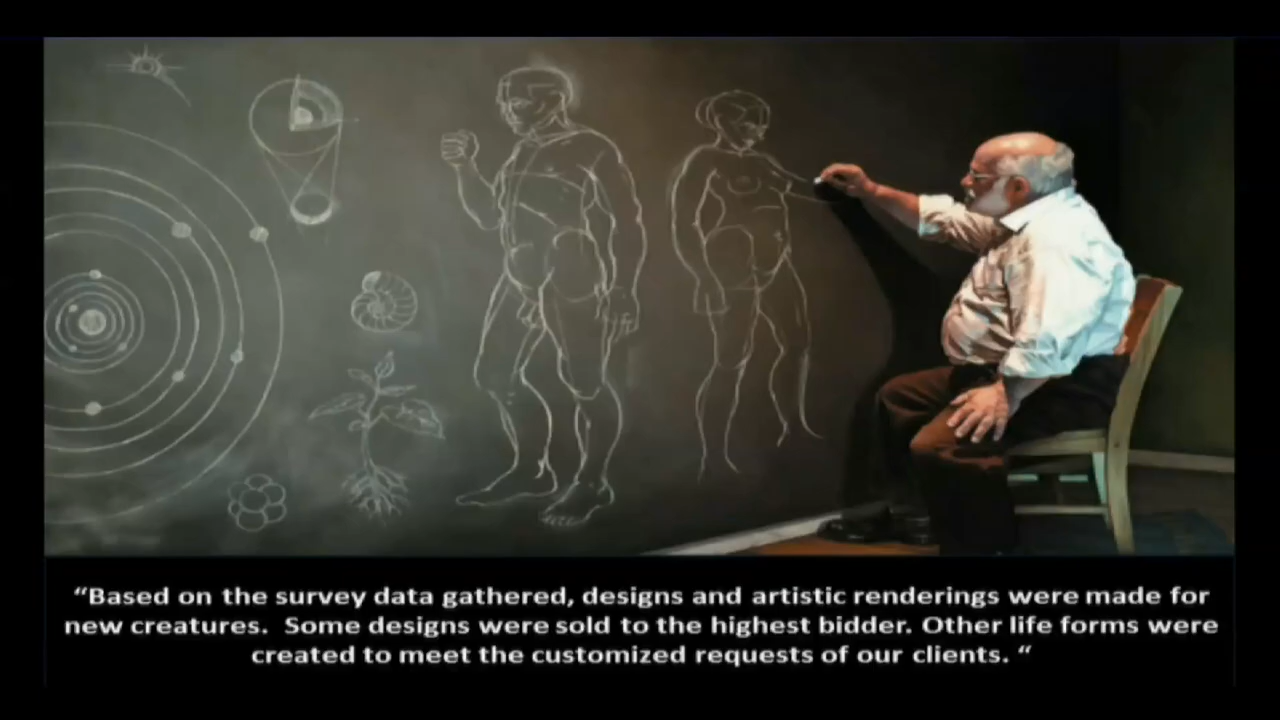 “Based on the survey data gathered, designs and artistic renderings were made for
new creatures.  Some designs were sold to the highest bidder. Other life forms were
created to meet the customized requests of our clients. “